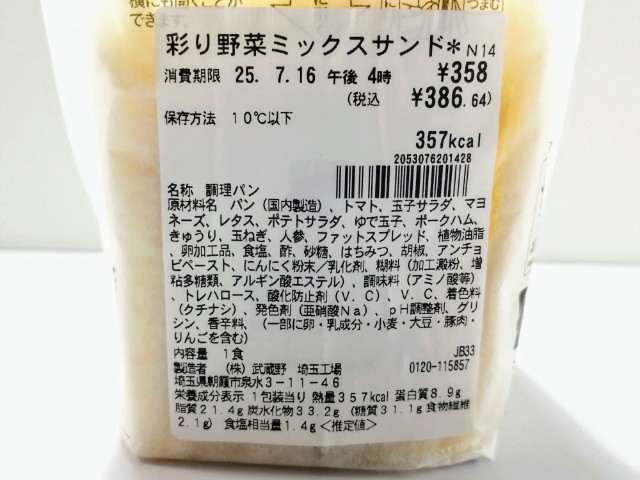 横にも開くことが
できます。
つまむ
彩り野菜ミックスサンド* N14
消費期限 25. 7.16 午後 4時 ¥358
(税込 ¥386.64)
保存方法 10℃以下
357kcal
2053076201428
名称 調理パン
原材料名 パン（国内製造）、トマト、玉子サラダ、マヨ
ネーズ、レタス、ポテトサラダ、ゆで玉子、ポークハム、
きゅうり、玉ねぎ、人参、ファットスプレッド、植物油脂
、卵加工品、食塩、酢、砂糖、はちみつ、胡椒、アンチョ
ビペースト、にんにく粉末／乳化剤、糊料（加工澱粉、増
粘多糖類、アルギン酸エステル）、調味料（アミノ酸等）
、トレハロース、酸化防止剤（V.C）、V.C、着色料
（クチナシ）、発色剤（亜硝酸Na）、pH調整剤、グリ
シン、香辛料、（一部に卵・乳成分・小麦・大豆・豚肉・
りんごを含む）
内容量 1食 JB33
製造者 （株）武蔵野 埼玉工場 0120-115857
埼玉県朝霞市泉水3-11-46
栄養成分表示 1包装当り 熱量357kcal 蛋白質8.9g
脂質21.4g 炭水化物33.2g（糖質31.1g 食物繊維
2.1g）食塩相当量1.4g＜推定値＞